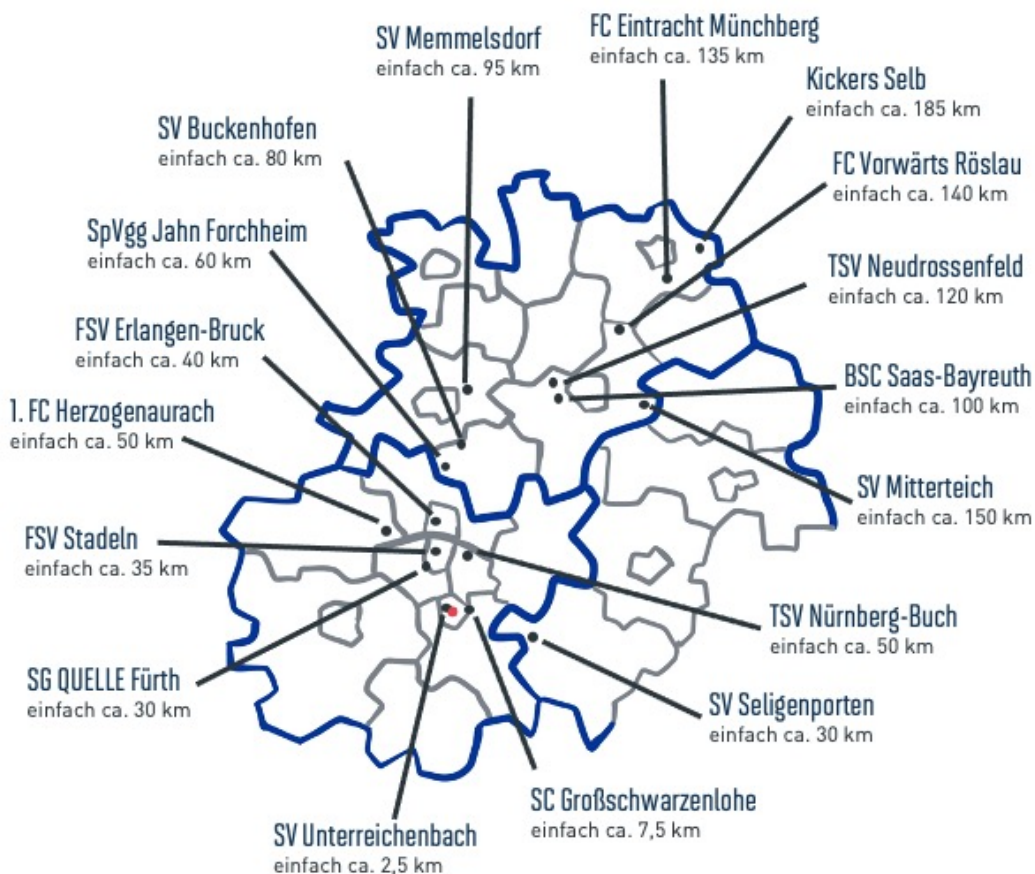 FC Eintracht Münchberg
einfach ca. 135 km
SV Memmelsdorf
einfach ca. 95 km
Kickers Selb
einfach ca. 185 km
SV Buckenhofen
einfach ca. 80 km
FC Vorwärts Röslau
einfach ca. 140 km
SpVgg Jahn Forchheim
einfach ca. 60 km
TSV Neudrossenfeld
einfach ca. 120 km
FSV Erlangen-Bruck
einfach ca. 40 km
BSC Saas-Bayreuth
einfach ca. 100 km
1. FC Herzogenaurach
einfach ca. 50 km
SV Mitterteich
einfach ca. 150 km
FSV Stadeln
einfach ca. 35 km
TSV Nürnberg-Buch
einfach ca. 50 km
SG QUELLE Fürth
einfach ca. 30 km
SV Seligenporten
einfach ca. 30 km
SC Großschwarzenlohe
einfach ca. 7,5 km
SV Unterreichenbach
einfach ca. 2,5 km